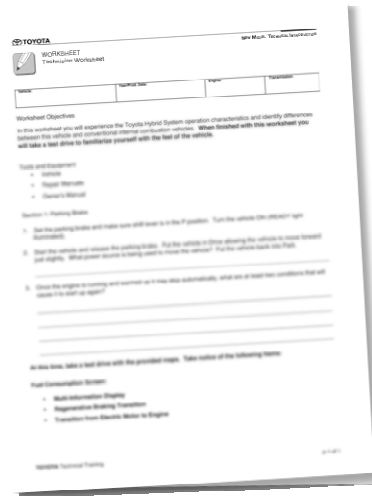 TOYOTA
WORKSHEET
Technician Worksheet
Vehicle
Year/Prod. Date
Engine
Transmission
Worksheet Objectives
In this worksheet you will experience the Toyota Hybrid System operation characteristics and identify differences
between this vehicle and conventional internal combustion vehicles. When finished with this worksheet you
will take a test drive to familiarize yourself with the feel of the vehicle.
Tools and Equipment:
• Vehicle
• Repair Manuals
• Owner's Manual
Section 1: Parking Brake
1. Set the parking brake and make sure shift lever is in the P position. Turn the vehicle ON (READY light
illuminated).
2. Start the vehicle and release the parking brake. Put the vehicle in Drive allowing the vehicle to move forward
just slightly. What power source is being used to move the vehicle? Put the vehicle back into Park.
3. Once the engine is running and warmed up it may stop automatically, what are at least two conditions that will
cause it to start up again?
At this time, take a test drive with the provided maps. Take notice of the following items:
Fuel Consumption Screen:
• Multi-Information Display
• Regenerative Braking Transition
• Transition from Electric Motor to Engine
TOYOTA Technical Training